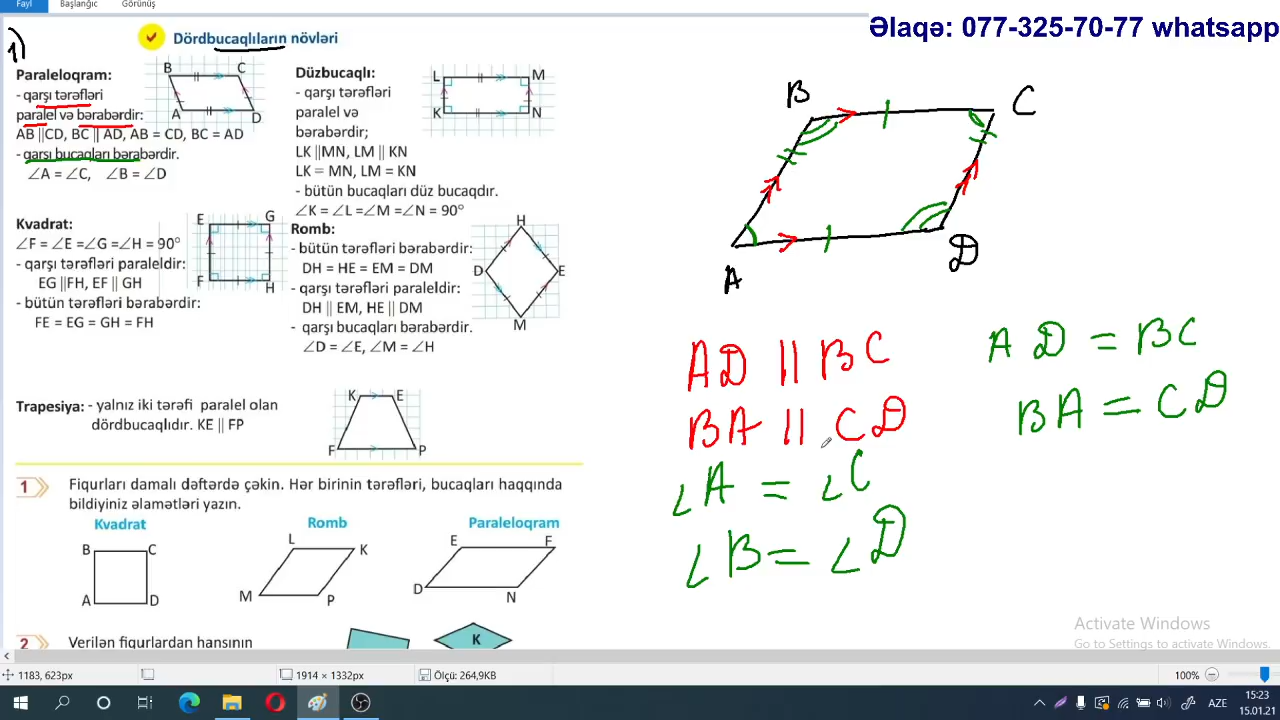 Fayl Başlanğıc Görünüş
Əlaqə: 077-325-70-77 whatsapp
1)
Dördbucaqlıların növləri
Paraleloqram:
- qarşı tərəfləri
paralel və bərabərdir:
AB ||CD, BC || AD, AB = CD, BC = AD
- qarşı bucaqları bərabərdir.
∠A = ∠C, ∠B = ∠D
B C
A D
Düzbucaqlı:
- qarşı tərəfləri
paralel və
bərabərdir;
LK ||MN, LM || KN
LK = MN, LM = KN
- bütün bucaqları düz bucaqdır.
∠K = ∠L =∠M =∠N = 90°
L M
K N
Kvadrat:
∠F = ∠E =∠G =∠H = 90°
- qarşı tərəfləri paraleldir:
EG ||FH, EF || GH
- bütün tərəfləri bərabərdir:
FE = EG = GH = FH
E G
F H
Romb:
- bütün tərəfləri bərabərdir:
DH = HE = EM = DM
- qarşı tərəfləri paraleldir:
DH || EM, HE || DM
- qarşı bucaqları bərabərdir.
∠D = ∠E, ∠M = ∠H
H
D E
M
Trapesiya: - yalnız iki tərəfi paralel olan
dördbucaqlıdır. KE || FP
K E
F P
1 Fiqurları damalı dəftərdə çəkin. Hər birinin tərəfləri, bucaqları haqqında
bildiyiniz əlamətləri yazın.
Kvadrat Romb Paraleloqram
B C
A D
L K
M P
E F
D N
2 Verilən fiqurlardan hansının
K
B C
A D
AD || BC
BA || CD
∠A = ∠C
∠B = ∠D
AD = BC
BA = CD
Activate Windows
Go to Settings to activate Windows.
1183, 623px 1914 × 1332px Ölçü: 264,9KB 100%
AZE 15:23
15.01.21